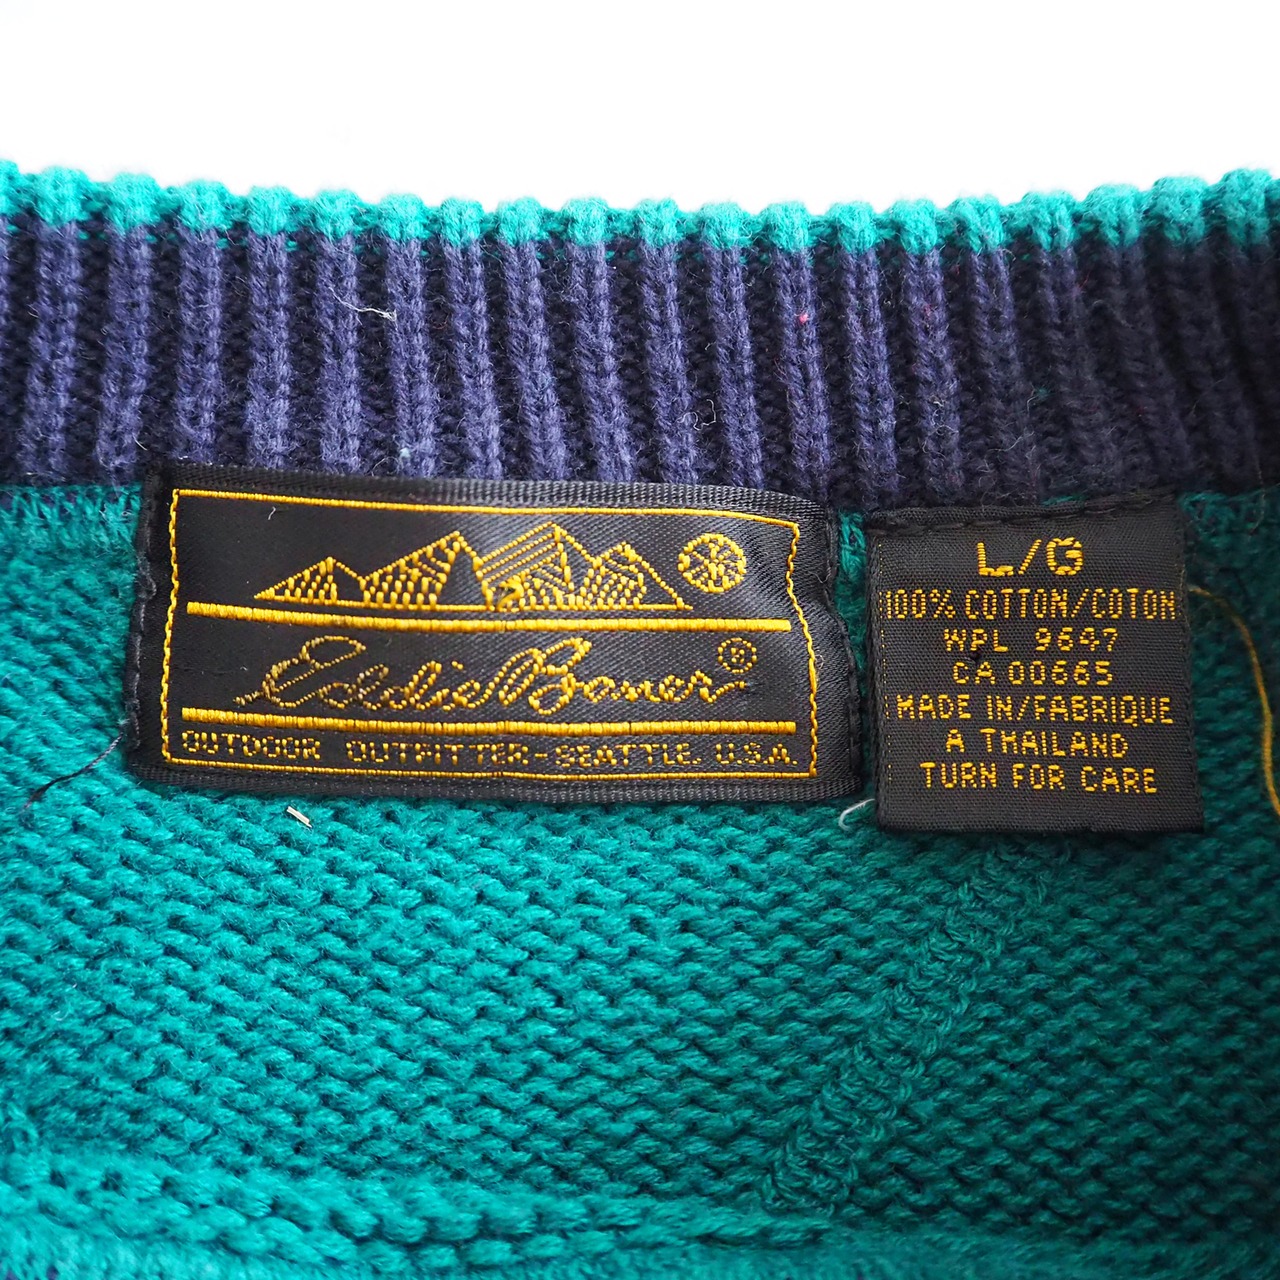 Eddie Bauer®
OUTDOOR OUTFITTER-SEATTLE, U.S.A.
L/G
100% COTTON/COTON
WPL 9647
CA 00665
MADE IN/FABRIQUE
A THAILAND
TURN FOR CARE